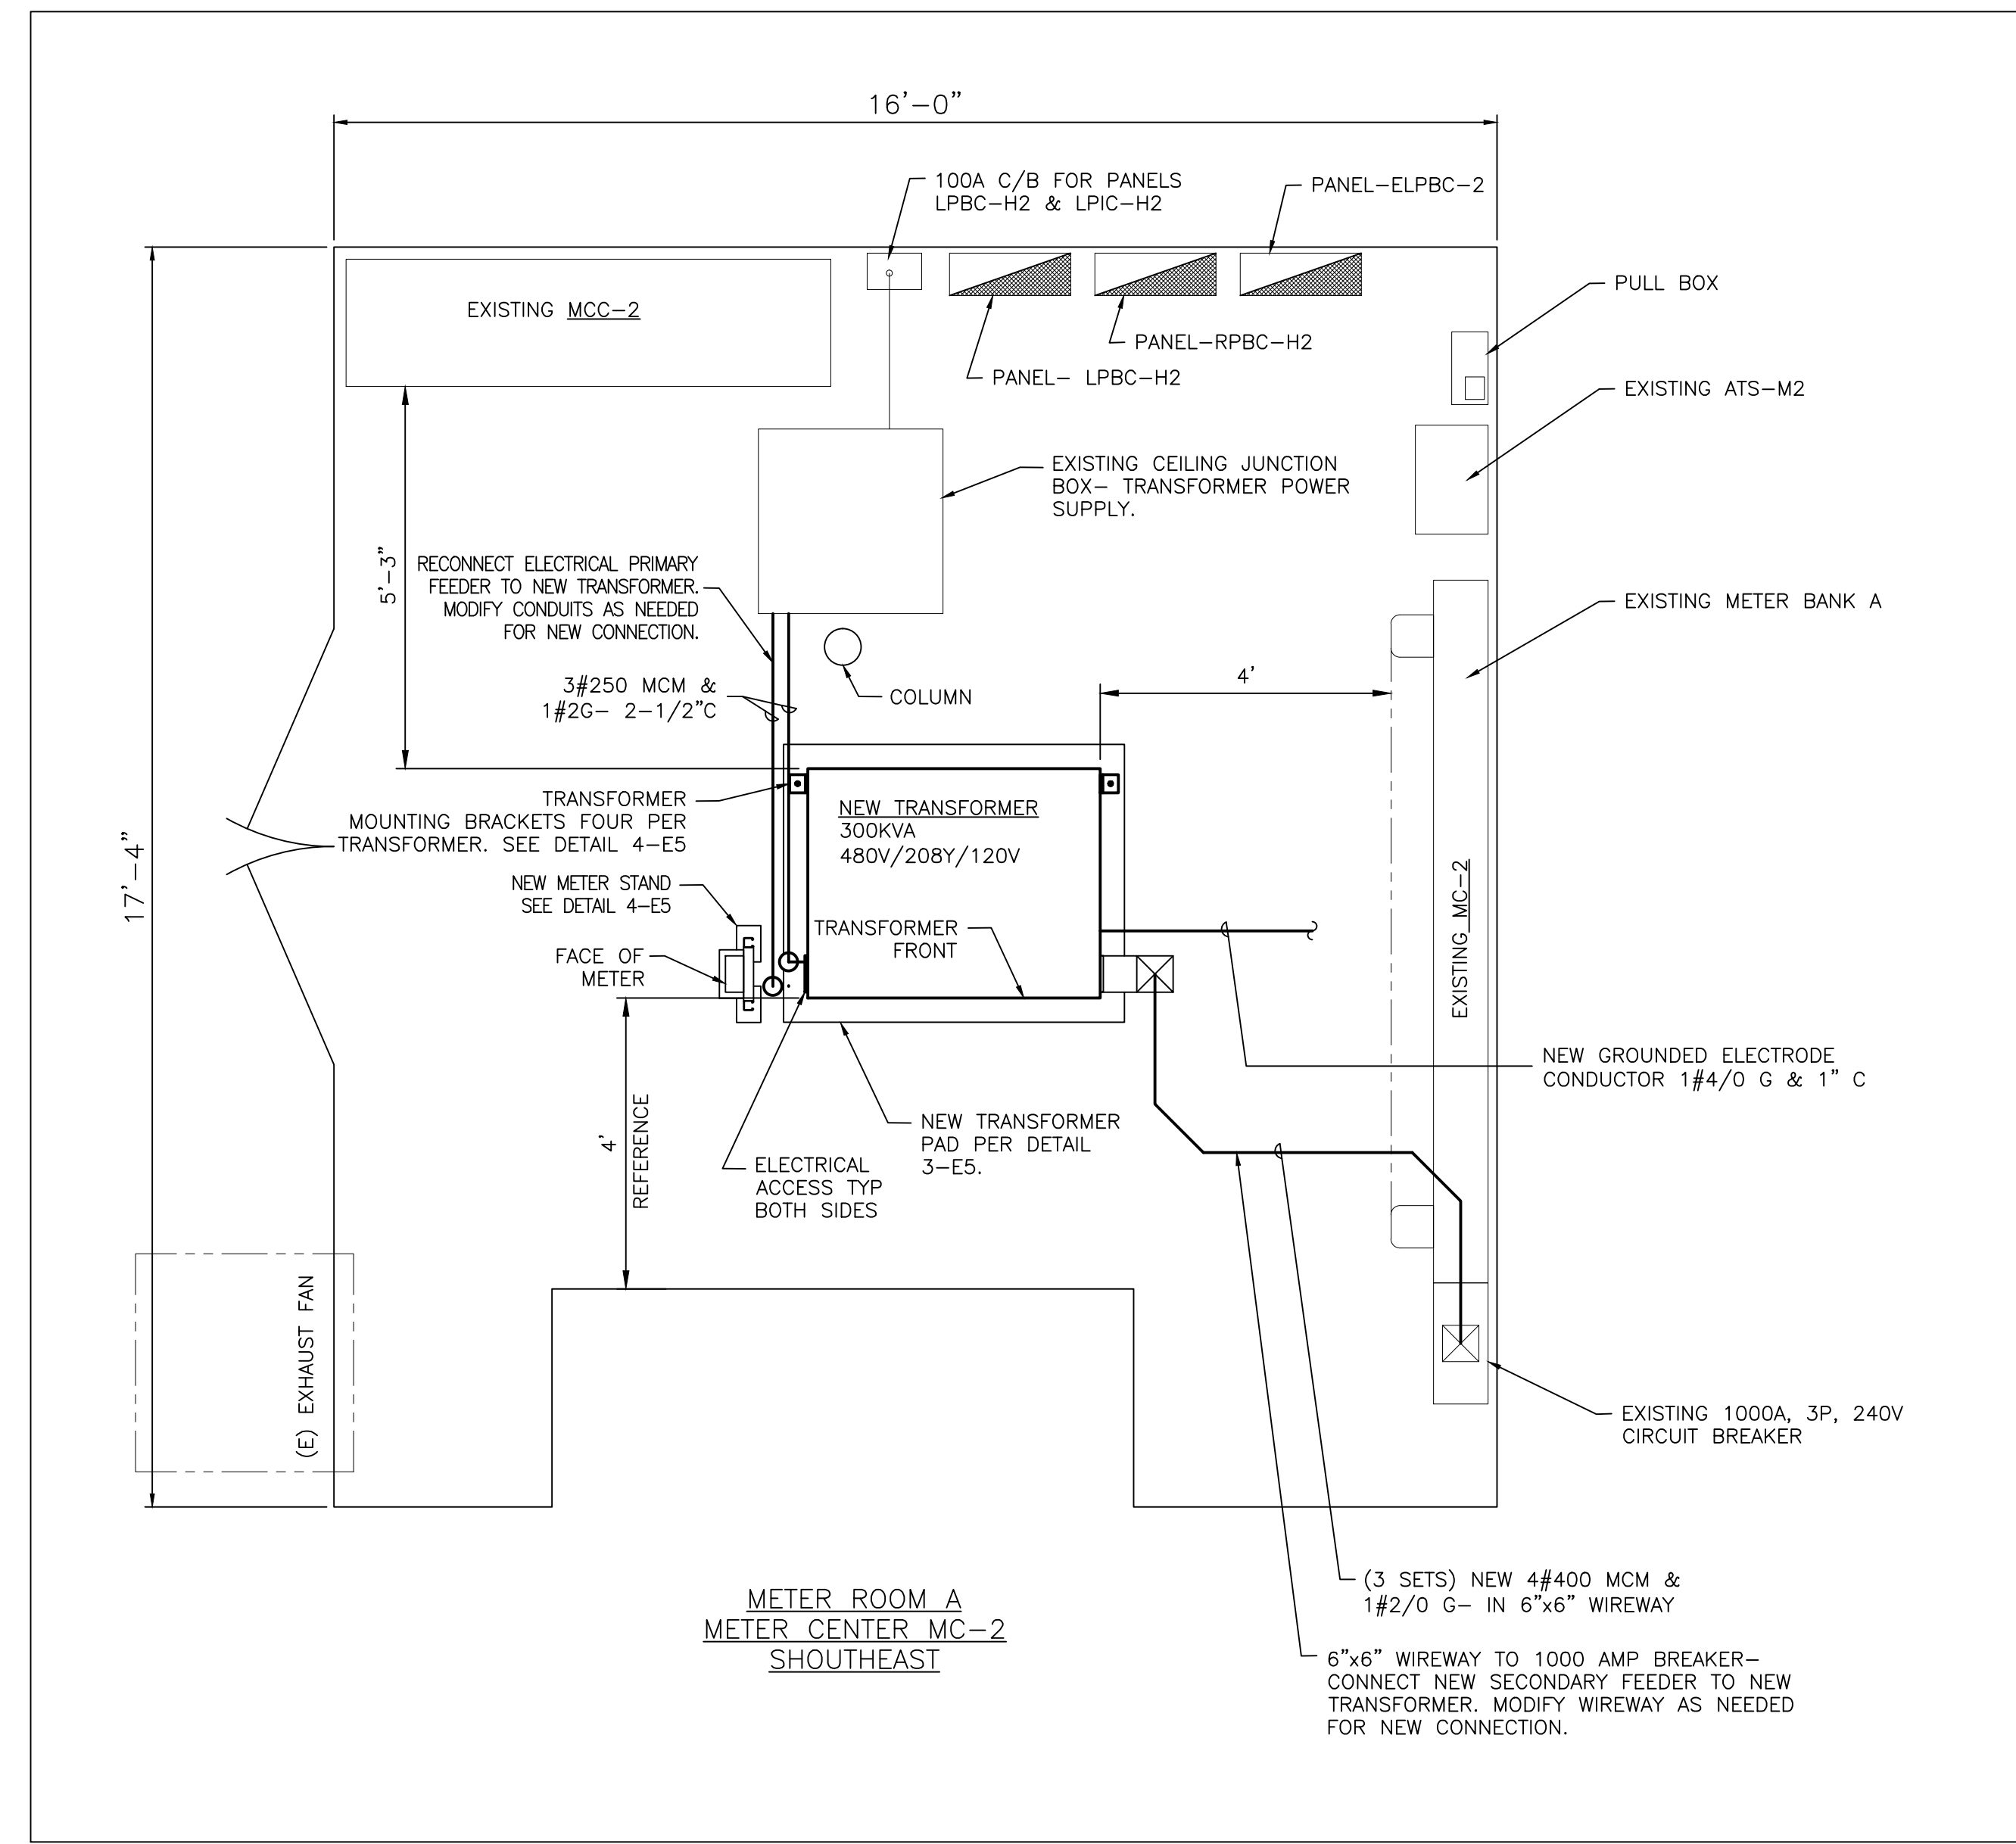 16'-0"
100A C/B FOR PANELS
LPBC-H2 & LPIC-H2
PANEL-ELPBC-2
PULL BOX
EXISTING MCC-2
PANEL-RPBC-H2
PANEL- LPBC-H2
EXISTING ATS-M2
EXISTING CEILING JUNCTION
BOX- TRANSFORMER POWER
SUPPLY.
5'-3"
RECONNECT ELECTRICAL PRIMARY
FEEDER TO NEW TRANSFORMER.
MODIFY CONDUITS AS NEEDED
FOR NEW CONNECTION.
EXISTING METER BANK A
3#250 MCM &
1#2G- 2-1/2"C
COLUMN
4'
TRANSFORMER
MOUNTING BRACKETS FOUR PER
TRANSFORMER. SEE DETAIL 4-E5
NEW TRANSFORMER
300KVA
480V/208Y/120V
17'-4"
NEW METER STAND
SEE DETAIL 4-E5
TRANSFORMER
FRONT
FACE OF
METER
EXISTING MC-2
NEW GROUNDED ELECTRODE
CONDUCTOR 1#4/0 G & 1" C
4'
REFERENCE
NEW TRANSFORMER
PAD PER DETAIL
3-E5.
ELECTRICAL
ACCESS TYP
BOTH SIDES
(E) EXHAUST FAN
EXISTING 1000A, 3P, 240V
CIRCUIT BREAKER
(3 SETS) NEW 4#400 MCM &
1#2/0 G- IN 6"x6" WIREWAY
6"x6" WIREWAY TO 1000 AMP BREAKER-
CONNECT NEW SECONDARY FEEDER TO NEW
TRANSFORMER. MODIFY WIREWAY AS NEEDED
FOR NEW CONNECTION.
METER ROOM A
METER CENTER MC-2
SHOUTHEAST